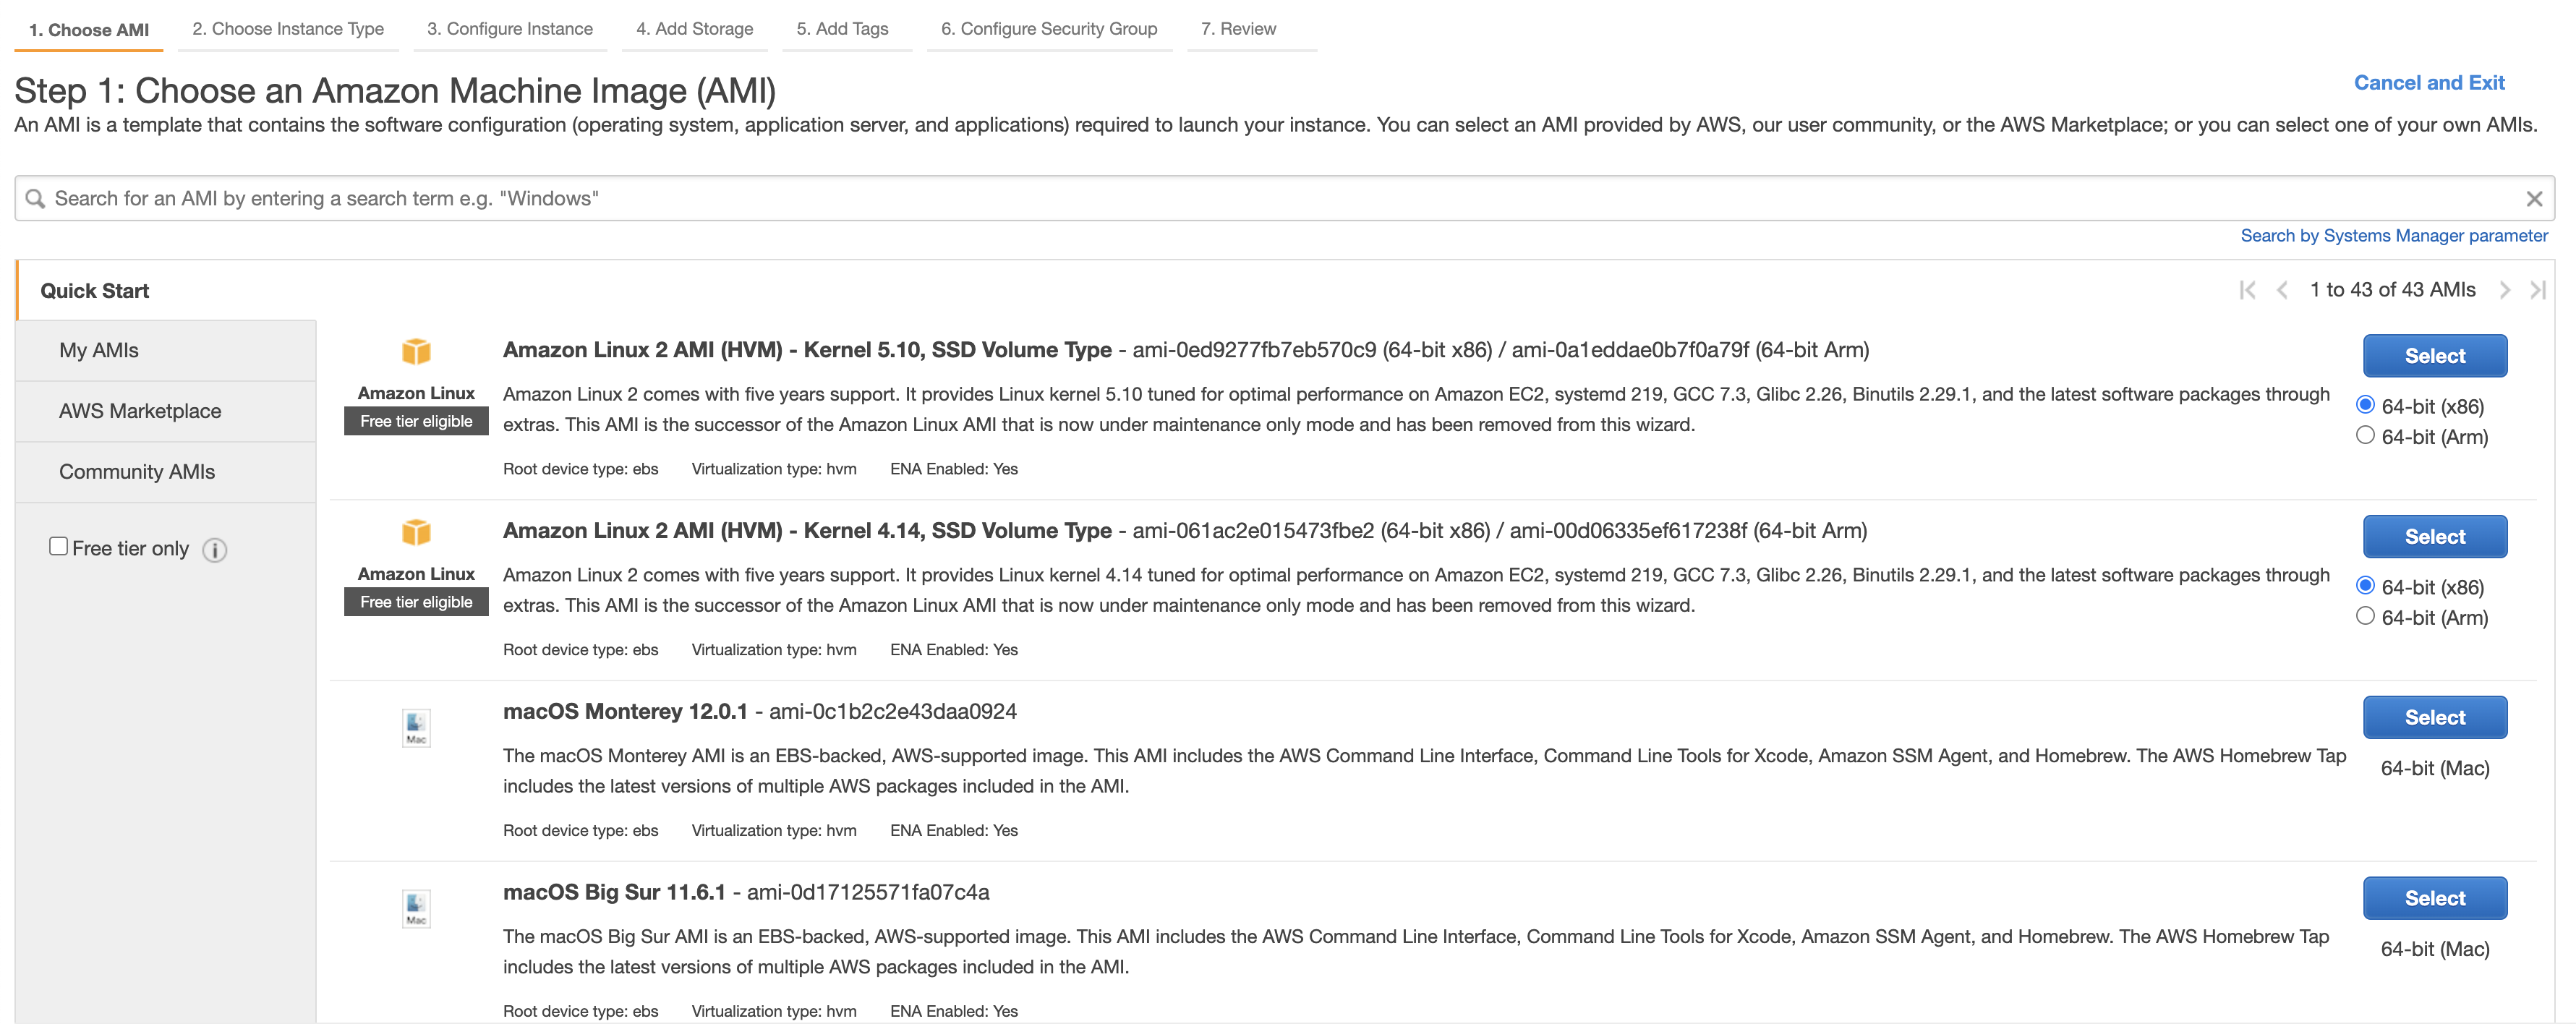 1. Choose AMI 2. Choose Instance Type 3. Configure Instance 4. Add Storage 5. Add Tags 6. Configure Security Group 7. Review
Step 1: Choose an Amazon Machine Image (AMI)
Cancel and Exit
An AMI is a template that contains the software configuration (operating system, application server, and applications) required to launch your instance. You can select an AMI provided by AWS, our user community, or the AWS Marketplace; or you can select one of your own AMIs.
Search for an AMI by entering a search term e.g. "Windows"
Search by Systems Manager parameter
Quick Start
1 to 43 of 43 AMIs
My AMIs
AWS Marketplace
Community AMIs
Free tier only
Amazon Linux
Free tier eligible
Amazon Linux 2 AMI (HVM) - Kernel 5.10, SSD Volume Type - ami-0ed9277fb7eb570c9 (64-bit x86) / ami-0a1eddae0b7f0a79f (64-bit Arm)
Amazon Linux 2 comes with five years support. It provides Linux kernel 5.10 tuned for optimal performance on Amazon EC2, systemd 219, GCC 7.3, Glibc 2.26, Binutils 2.29.1, and the latest software packages through
extras. This AMI is the successor of the Amazon Linux AMI that is now under maintenance only mode and has been removed from this wizard.
Root device type: ebs Virtualization type: hvm ENA Enabled: Yes
Select
64-bit (x86)
64-bit (Arm)
Amazon Linux
Free tier eligible
Amazon Linux 2 AMI (HVM) - Kernel 4.14, SSD Volume Type - ami-061ac2e015473fbe2 (64-bit x86) / ami-00d06335ef617238f (64-bit Arm)
Amazon Linux 2 comes with five years support. It provides Linux kernel 4.14 tuned for optimal performance on Amazon EC2, systemd 219, GCC 7.3, Glibc 2.26, Binutils 2.29.1, and the latest software packages through
extras. This AMI is the successor of the Amazon Linux AMI that is now under maintenance only mode and has been removed from this wizard.
Root device type: ebs Virtualization type: hvm ENA Enabled: Yes
Select
64-bit (x86)
64-bit (Arm)
Mac
macOS Monterey 12.0.1 - ami-0c1b2c2e43daa0924
The macOS Monterey AMI is an EBS-backed, AWS-supported image. This AMI includes the AWS Command Line Interface, Command Line Tools for Xcode, Amazon SSM Agent, and Homebrew. The AWS Homebrew Tap
includes the latest versions of multiple AWS packages included in the AMI.
Root device type: ebs Virtualization type: hvm ENA Enabled: Yes
Select
64-bit (Mac)
Mac
macOS Big Sur 11.6.1 - ami-0d17125571fa07c4a
The macOS Big Sur AMI is an EBS-backed, AWS-supported image. This AMI includes the AWS Command Line Interface, Command Line Tools for Xcode, Amazon SSM Agent, and Homebrew. The AWS Homebrew Tap
includes the latest versions of multiple AWS packages included in the AMI.
Root device type: ebs Virtualization type: hvm ENA Enabled: Yes
Select
64-bit (Mac)